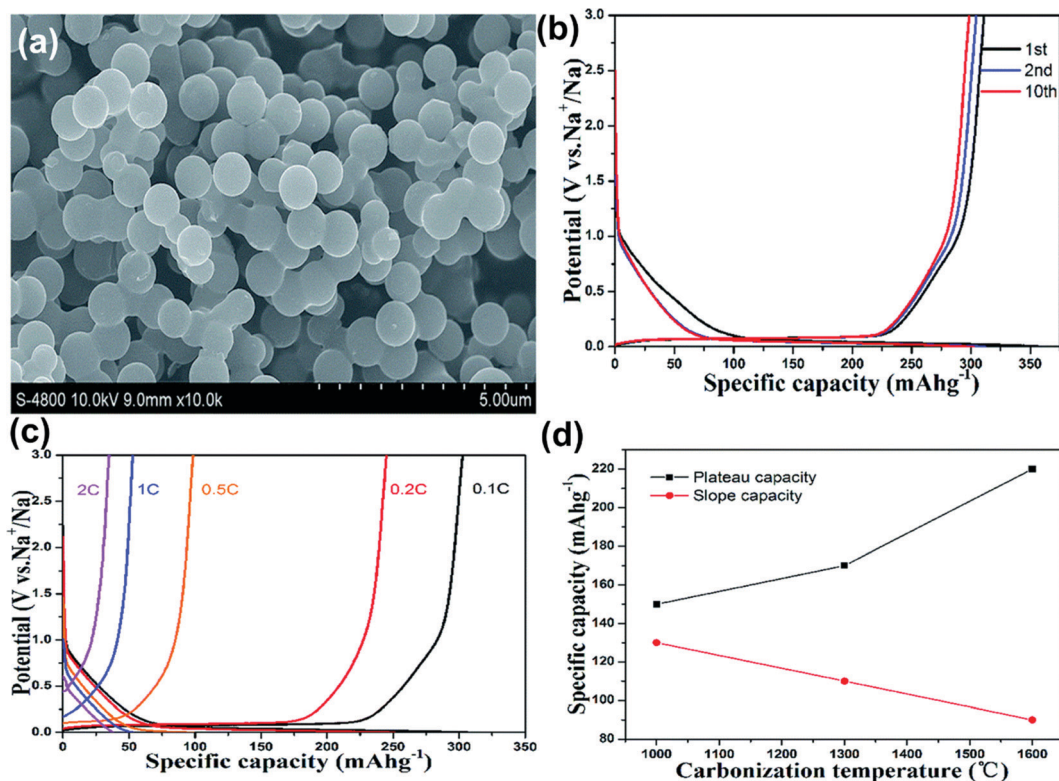 (a)
S-4800 10.0kV 9.0mm x10.0k
5.00um
(b)
Potential (V vs.Na⁺/Na)
3.0
2.5
2.0
1.5
1.0
0.5
0.0
1st
2nd
10th
0 50 100 150 200 250 300 350
Specific capacity (mAhg⁻¹)
(c)
Potential (V vs.Na⁺/Na)
3.0
2.5
2.0
1.5
1.0
0.5
0.0
2C 1C 0.5C 0.2C 0.1C
0 50 100 150 200 250 300 350
Specific capacity (mAhg⁻¹)
(d)
Specific capacity (mAhg⁻¹)
220
200
180
160
140
120
100
80
Plateau capacity
Slope capacity
1000 1100 1200 1300 1400 1500 1600
Carbonization temperature (℃)